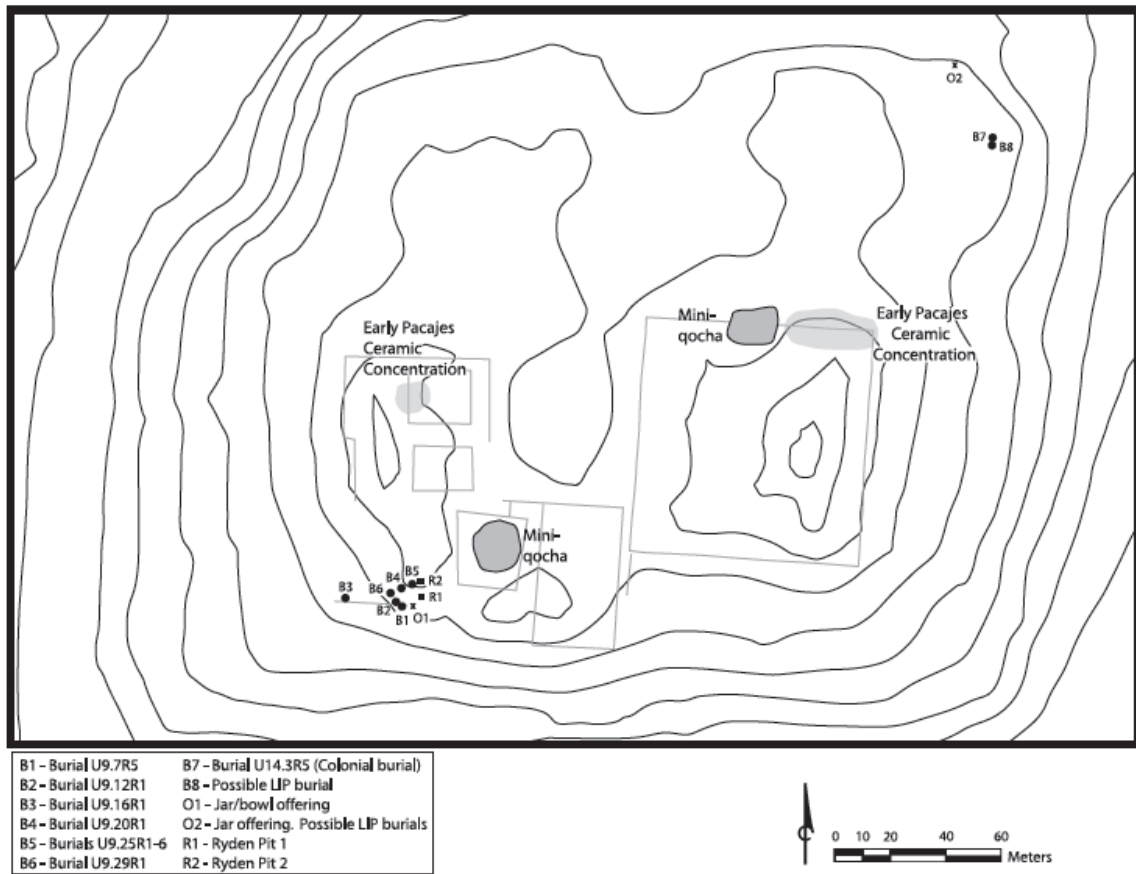 O2
B7
B8
Mini-
qocha
Early Pacajes
Ceramic
Concentration
Early Pacajes
Ceramic
Concentration
Mini-
qocha
B5
R2
B4
B3
B6
R1
B2
B1
O1
B1 - Burial U9.7R5
B2 - Burial U9.12R1
B3 - Burial U9.16R1
B4 - Burial U9.20R1
B5 - Burials U9.25R1-6
B6 - Burial U9.29R1
B7 - Burial U14.3R5 (Colonial burial)
B8 - Possible LIP burial
O1 - Jar/bowl offering
O2 - Jar offering. Possible LIP burials
R1 - Ryden Pit 1
R2 - Ryden Pit 2
0 10 20 40 60
Meters